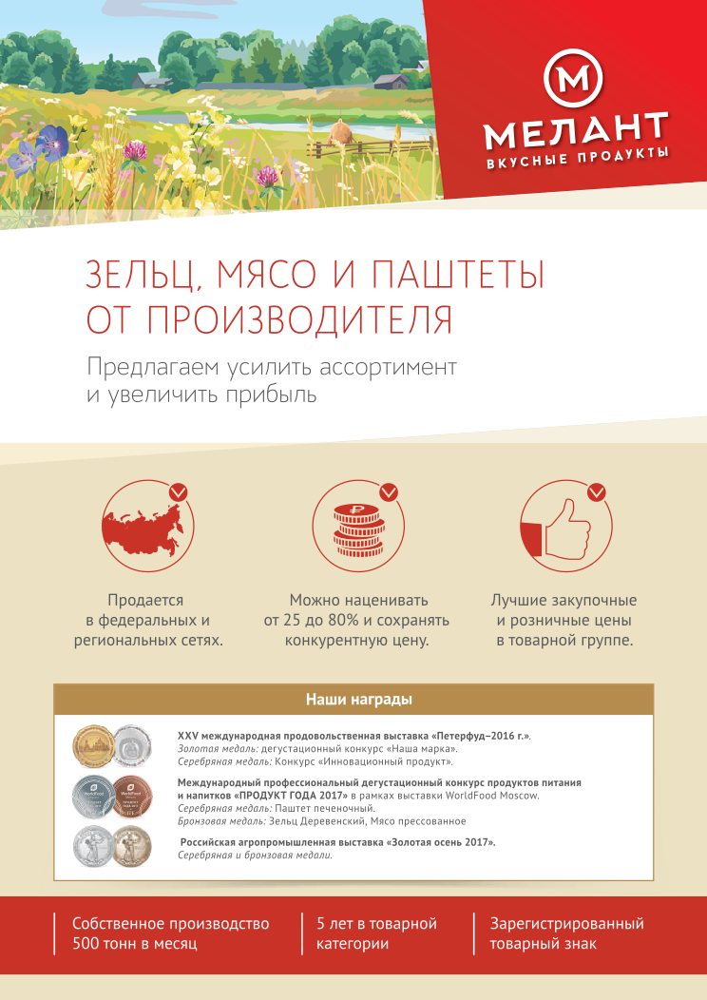 М
МЕЛАНТ
ВКУСНЫЕ ПРОДУКТЫ
ЗЕЛЬЦ, МЯСО И ПАШТЕТЫ
ОТ ПРОИЗВОДИТЕЛЯ
Предлагаем усилить ассортимент
и увеличить прибыль
₽
Продается
в федеральных и
региональных сетях.
Можно наценивать
от 25 до 80% и сохранять
конкурентную цену.
Лучшие закупочные
и розничные цены
в товарной группе.
Наши награды
XXV международная продовольственная выставка «Петерфуд–2016 г.».
Золотая медаль: дегустационный конкурс «Наша марка».
Серебряная медаль: Конкурс «Инновационный продукт».
WorldFood
WorldFood
Международный профессиональный дегустационный конкурс продуктов питания
и напитков «ПРОДУКТ ГОДА 2017» в рамках выставки WorldFood Moscow.
Серебряная медаль: Паштет печеночный.
Бронзовая медаль: Зельц Деревенский, Мясо прессованное
Российская агропромышленная выставка «Золотая осень 2017».
Серебряная и бронзовая медали.
Собственное производство
500 тонн в месяц
5 лет в товарной
категории
Зарегистрированный
товарный знак